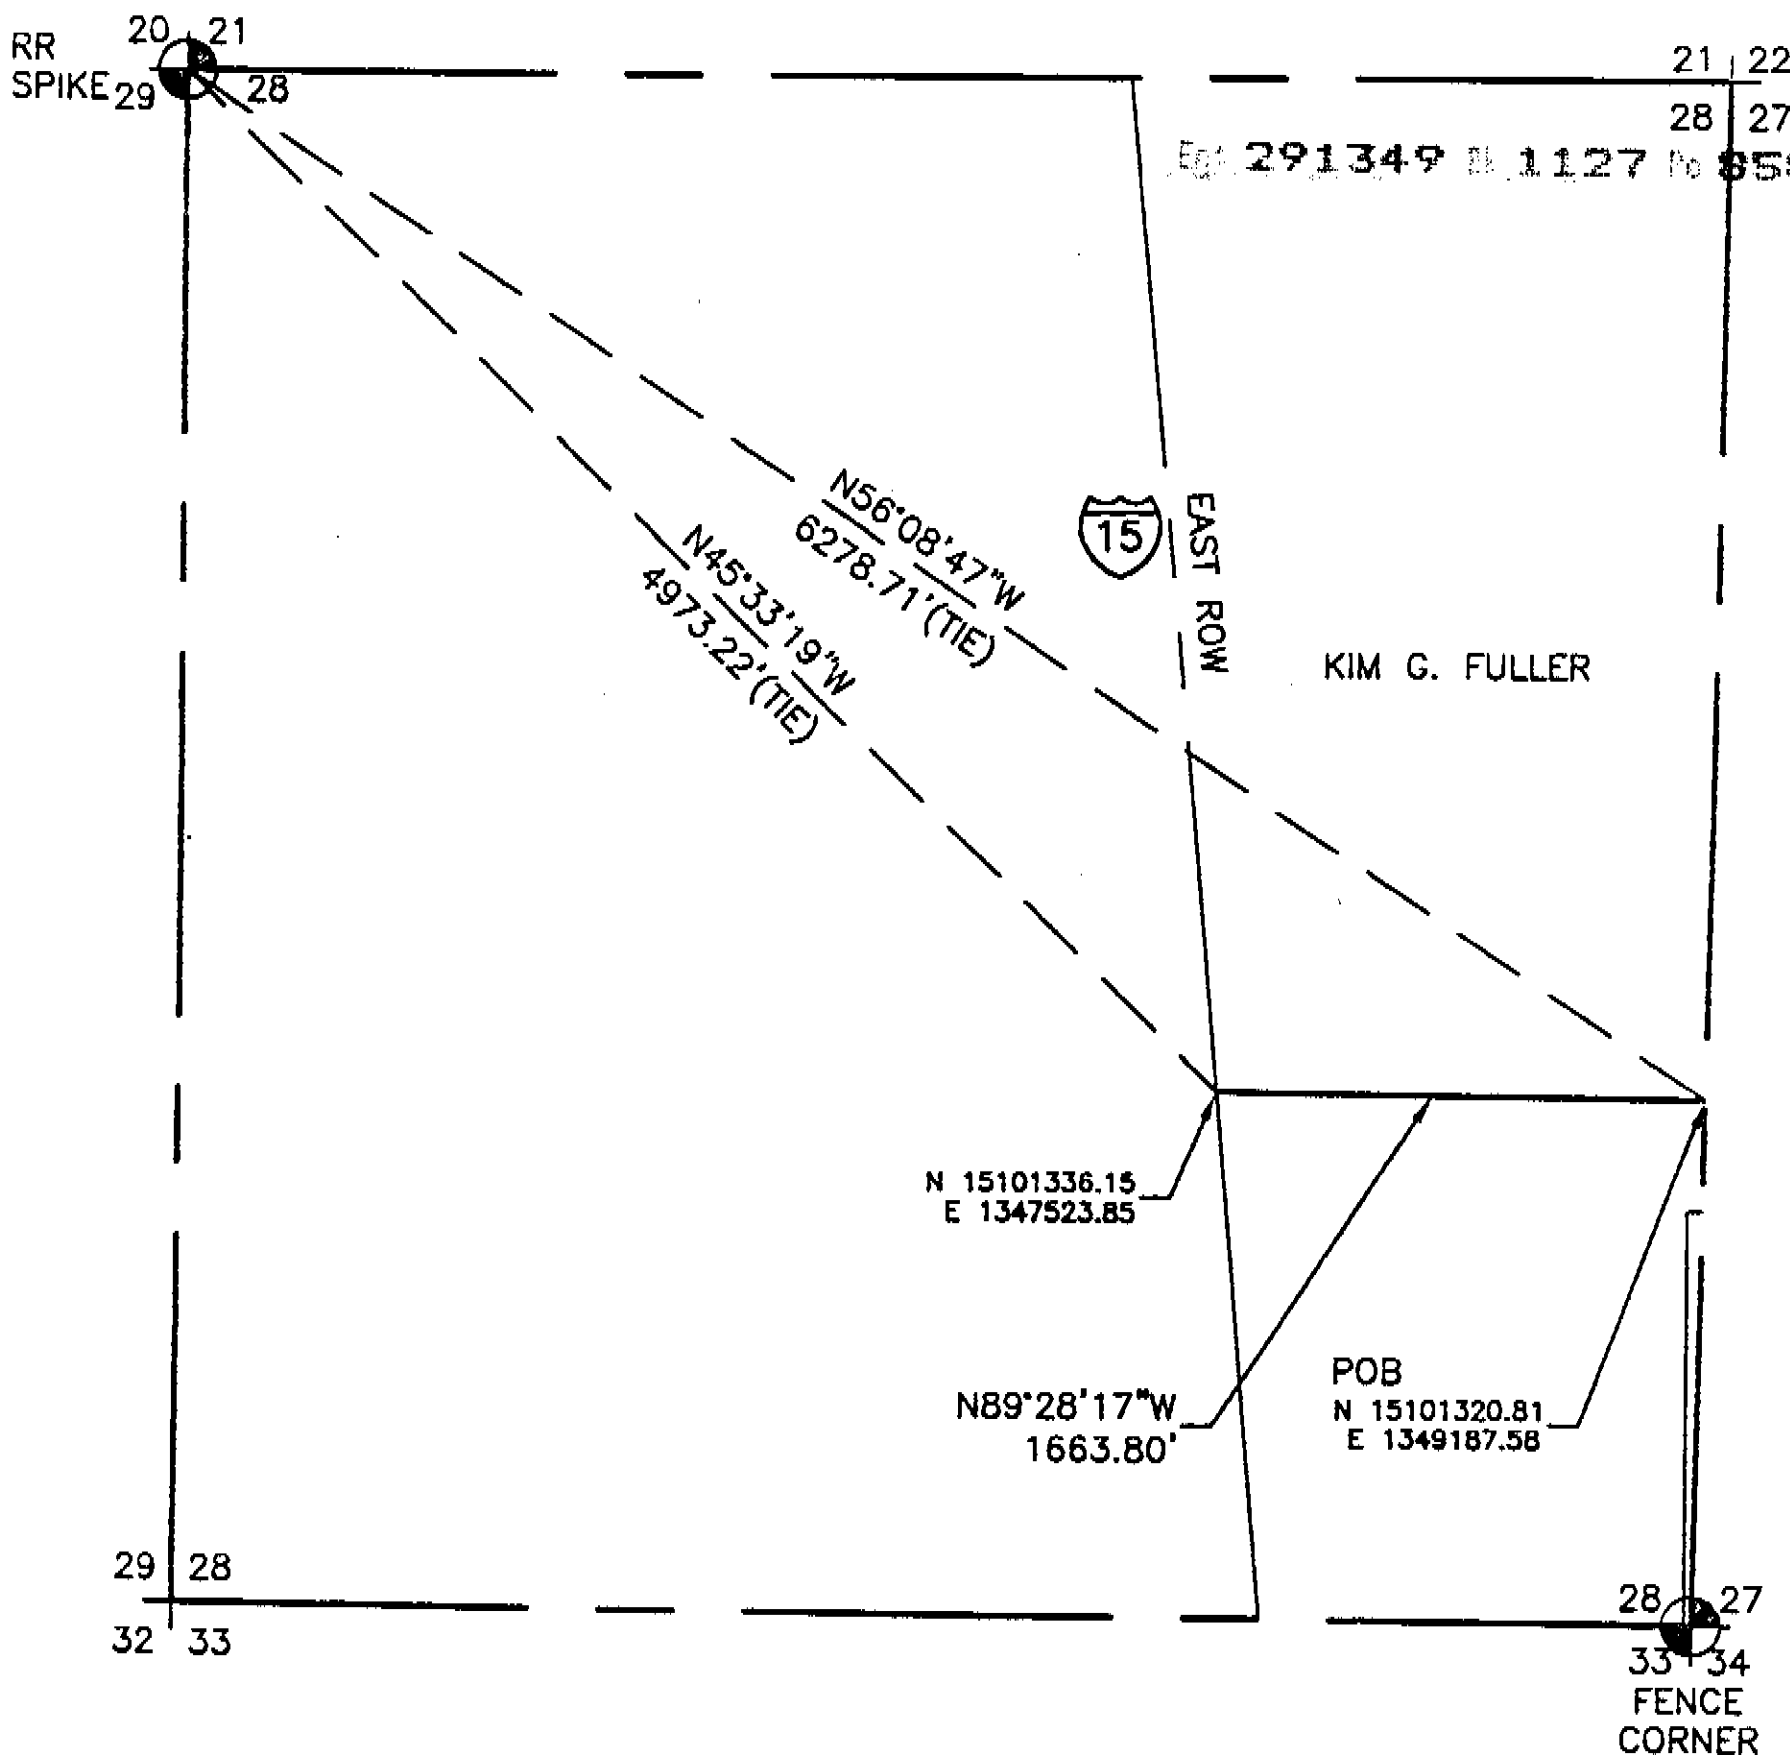 20 21
RR
SPIKE
29 28
21 22
28 27
291349 1127
N56°08'47"W
6278.71'(TIE)
N45°33'19"W
4973.22'(TIE)
15
EAST ROW
KIM G. FULLER
N 15101336.15
E 1347523.85
N89°28'17"W
1663.80'
POB
N 15101320.81
E 1349187.58
29 28
32 33
28 27
33 34
FENCE
CORNER